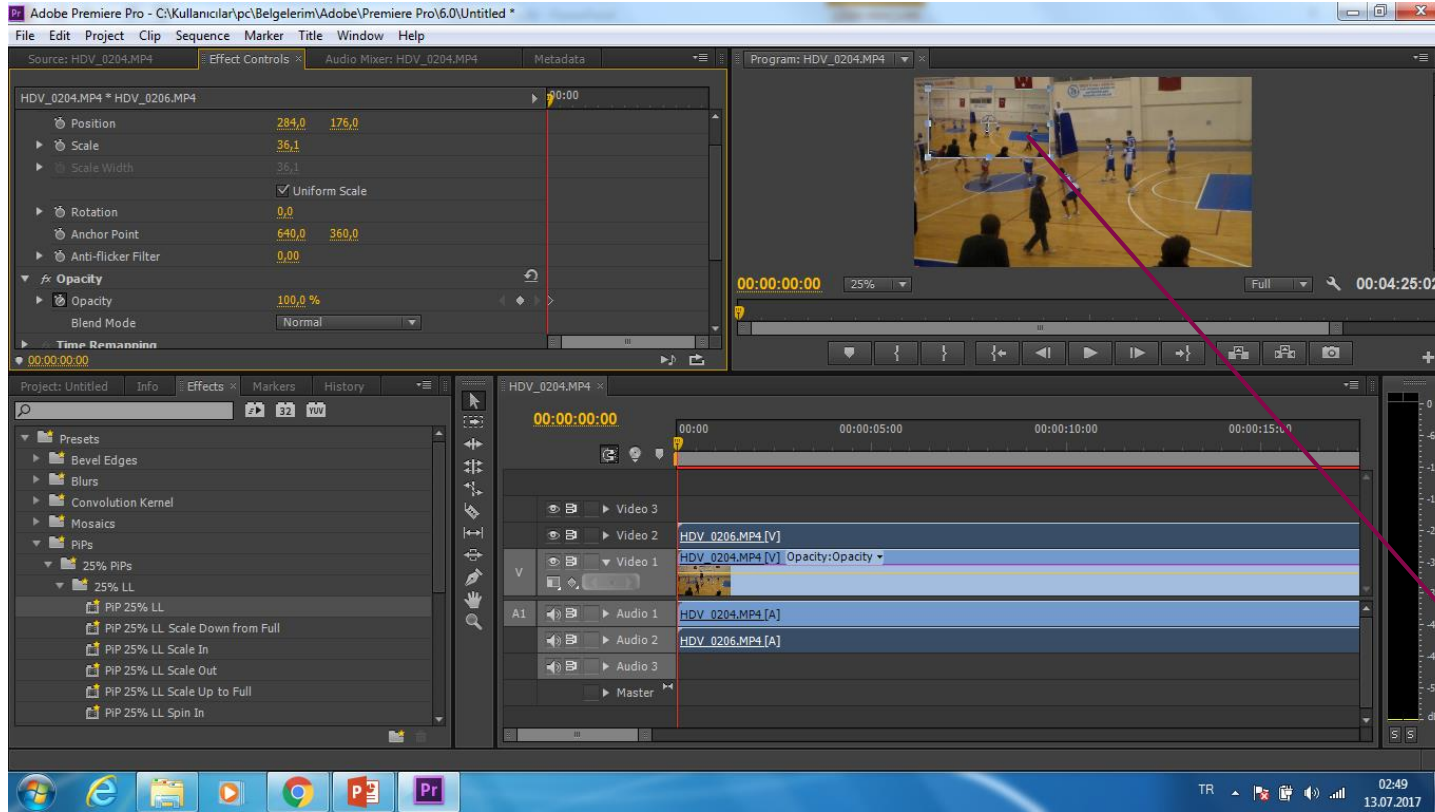 Adobe Premiere Pro - C:\Kullanıcılar\pc\Belgelerim\Adobe\Premiere Pro\6.0\Untitled *
File Edit Project Clip Sequence Marker Title Window Help
Source: HDV_0204.MP4 Effect Controls Audio Mixer: HDV_0204.MP4 Metadata
HDV_0204.MP4 * HDV_0206.MP4 00:00
Position 284,0 176,0
Scale 36,1
Scale Width 36,1
Uniform Scale
Rotation 0,0
Anchor Point 640,0 360,0
Anti-flicker Filter 0,00
fx Opacity
Opacity 100,0 %
Blend Mode Normal
Time Remapping
00:00:00:00
Program: HDV_0204.MP4
00:00:00:00 25% Full 00:04:25:02
Project: Untitled Info Effects Markers History
32 YUV
Presets
Bevel Edges
Blurs
Convolution Kernel
Mosaics
PiPs
25% PiPs
25% LL
PiP 25% LL
PiP 25% LL Scale Down from Full
PiP 25% LL Scale In
PiP 25% LL Scale Out
PiP 25% LL Scale Up to Full
PiP 25% LL Spin In
HDV_0204.MP4
00:00:00:00
00:00 00:00:05:00 00:00:10:00 00:00:15:00
Video 3
Video 2 HDV_0206.MP4 [V]
V Video 1 HDV_0204.MP4 [V] Opacity:Opacity
A1 Audio 1 HDV_0204.MP4 [A]
Audio 2 HDV_0206.MP4 [A]
Audio 3
Master
S S
Pr
TR 02:49
13.07.2017